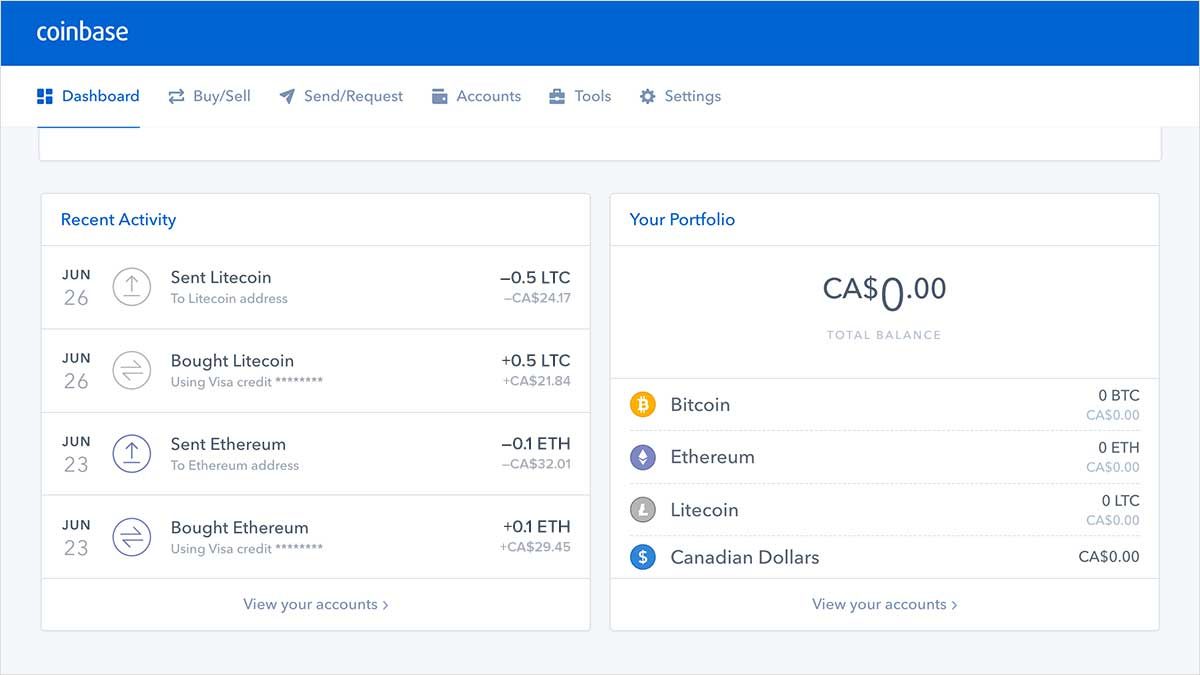 coinbase
Dashboard Buy/Sell Send/Request Accounts Tools Settings
Recent Activity
JUN 26 Sent Litecoin −0.5 LTC
To Litecoin address −CA$24.17
JUN 26 Bought Litecoin +0.5 LTC
Using Visa credit ******** +CA$21.84
JUN 23 Sent Ethereum −0.1 ETH
To Ethereum address −CA$32.01
JUN 23 Bought Ethereum +0.1 ETH
Using Visa credit ******** +CA$29.45
View your accounts ›
Your Portfolio
CA$0.00
TOTAL BALANCE
Bitcoin 0 BTC
CA$0.00
Ethereum 0 ETH
CA$0.00
Litecoin 0 LTC
CA$0.00
Canadian Dollars CA$0.00
View your accounts ›